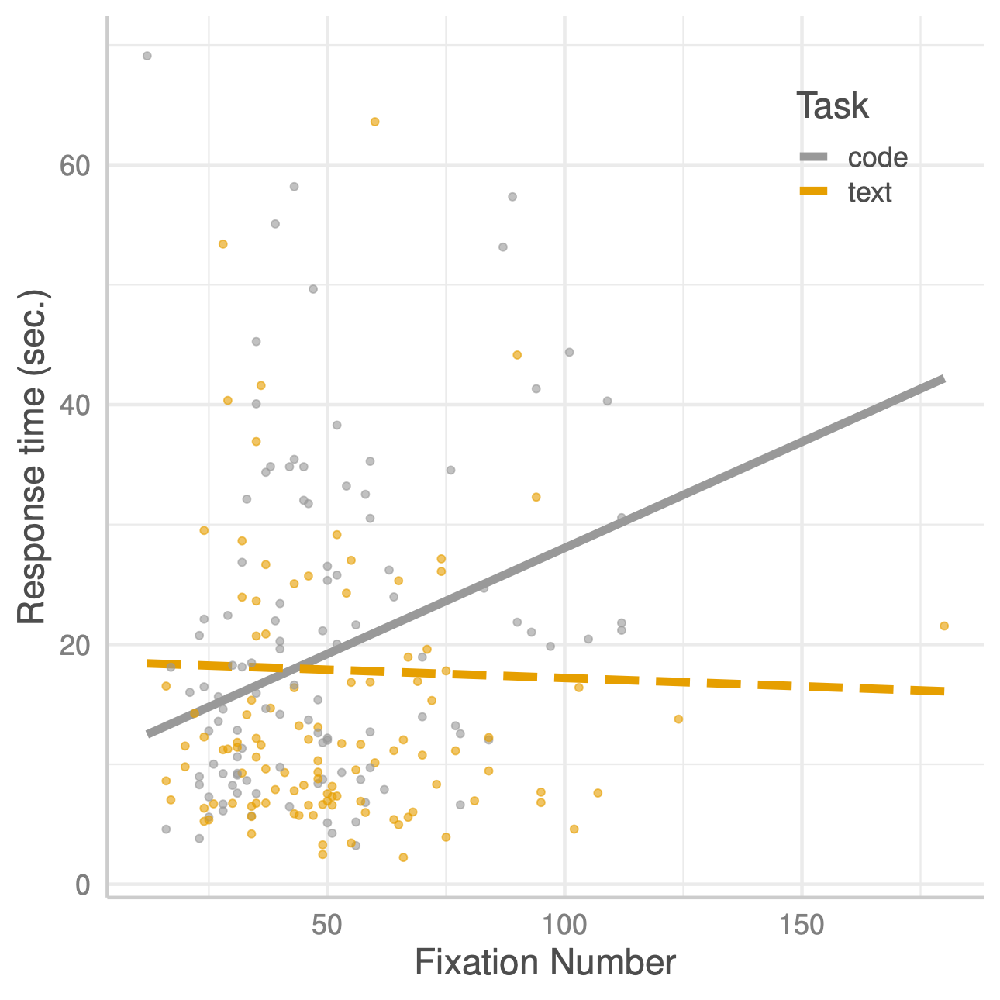 Task
code
text
60
40
20
0
Response time (sec.)
50 100 150
Fixation Number